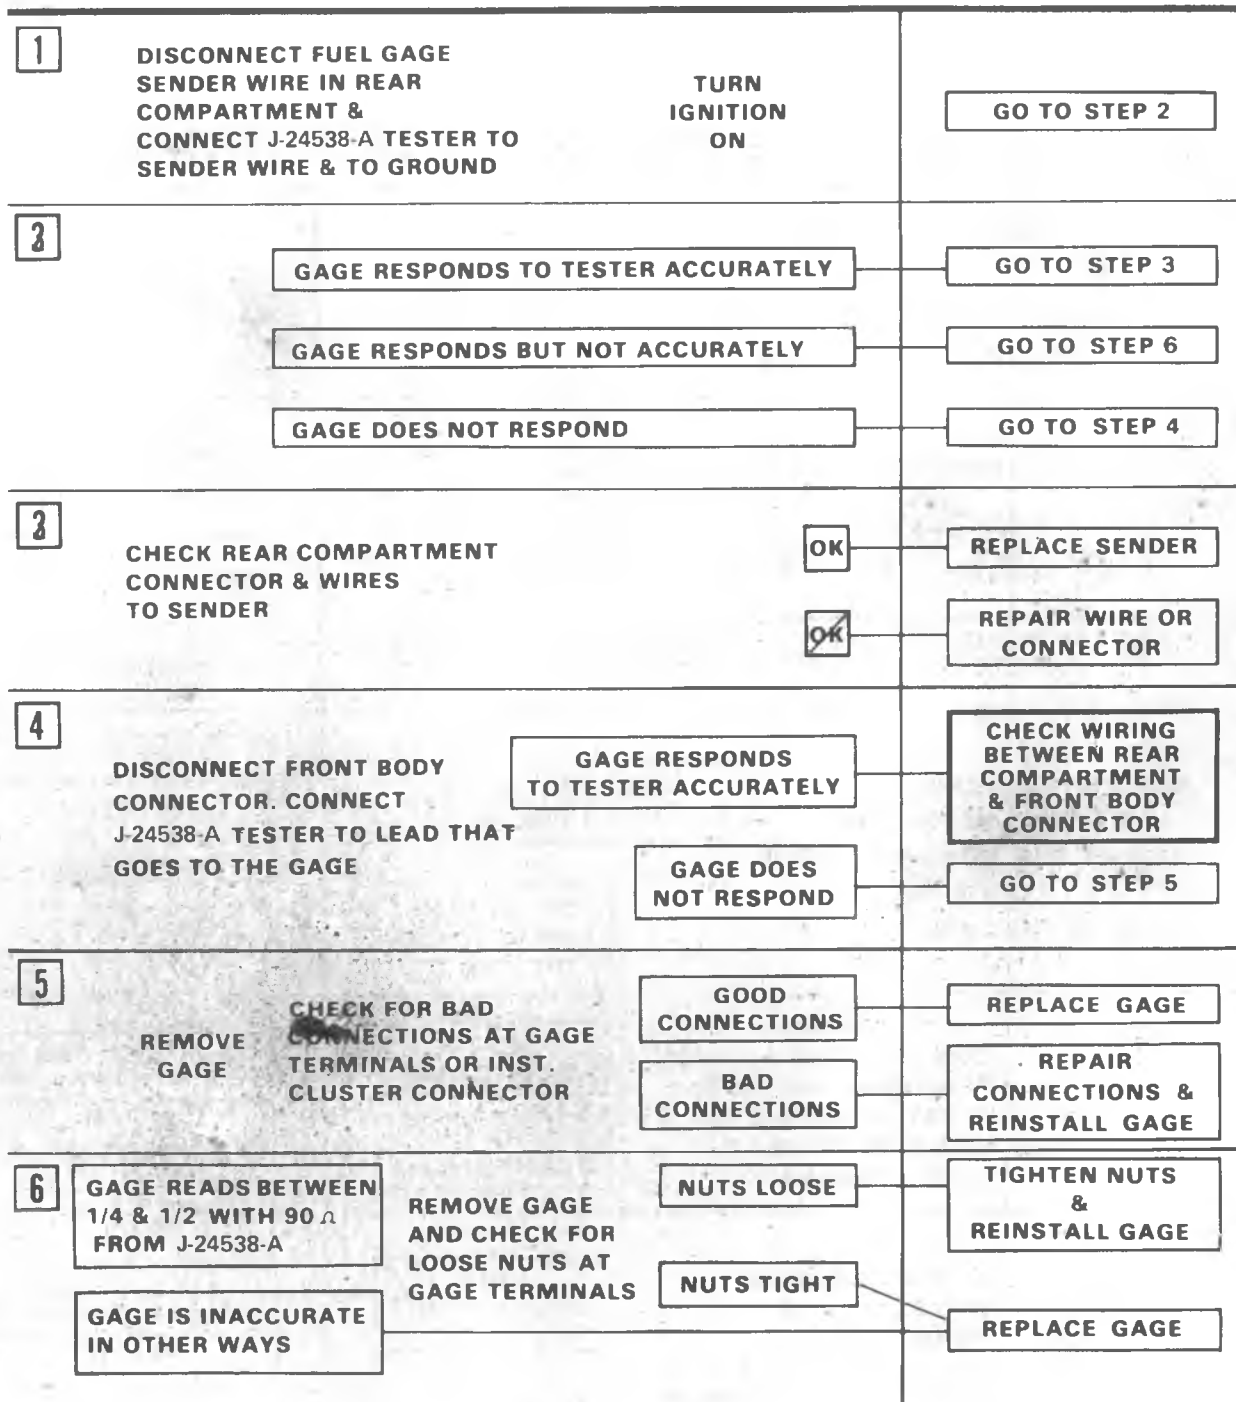 1
DISCONNECT FUEL GAGE
SENDER WIRE IN REAR
COMPARTMENT &
CONNECT J-24538-A TESTER TO
SENDER WIRE & TO GROUND
TURN
IGNITION
ON
GO TO STEP 2
2
GAGE RESPONDS TO TESTER ACCURATELY
GO TO STEP 3
GAGE RESPONDS BUT NOT ACCURATELY
GO TO STEP 6
GAGE DOES NOT RESPOND
GO TO STEP 4
3
CHECK REAR COMPARTMENT
CONNECTOR & WIRES
TO SENDER
OK
REPLACE SENDER
OK
REPAIR WIRE OR
CONNECTOR
4
DISCONNECT FRONT BODY
CONNECTOR. CONNECT
J-24538-A TESTER TO LEAD THAT
GOES TO THE GAGE
GAGE RESPONDS
TO TESTER ACCURATELY
CHECK WIRING
BETWEEN REAR
COMPARTMENT
& FRONT BODY
CONNECTOR
GAGE DOES
NOT RESPOND
GO TO STEP 5
5
REMOVE
GAGE
CHECK FOR BAD
CONNECTIONS AT GAGE
TERMINALS OR INST.
CLUSTER CONNECTOR
GOOD
CONNECTIONS
REPLACE GAGE
BAD
CONNECTIONS
REPAIR
CONNECTIONS &
REINSTALL GAGE
6
GAGE READS BETWEEN
1/4 & 1/2 WITH 90 Ω
FROM J-24538-A
REMOVE GAGE
AND CHECK FOR
LOOSE NUTS AT
GAGE TERMINALS
NUTS LOOSE
TIGHTEN NUTS
&
REINSTALL GAGE
NUTS TIGHT
GAGE IS INACCURATE
IN OTHER WAYS
REPLACE GAGE